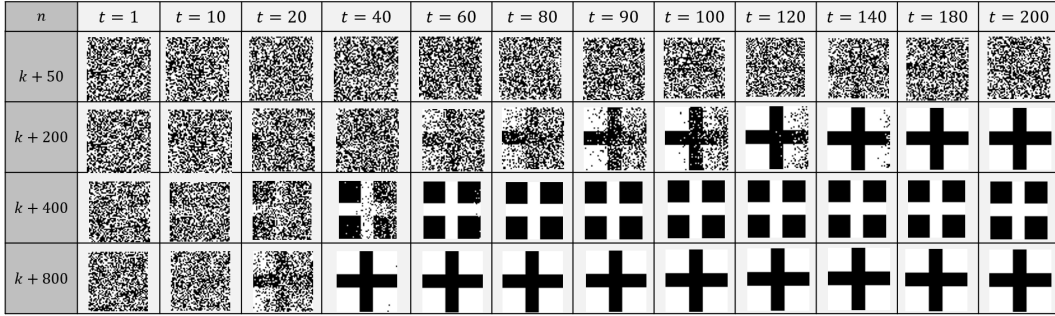 n t = 1 t = 10 t = 20 t = 40 t = 60 t = 80 t = 90 t = 100 t = 120 t = 140 t = 180 t = 200
k + 50
k + 200
k + 400
k + 800